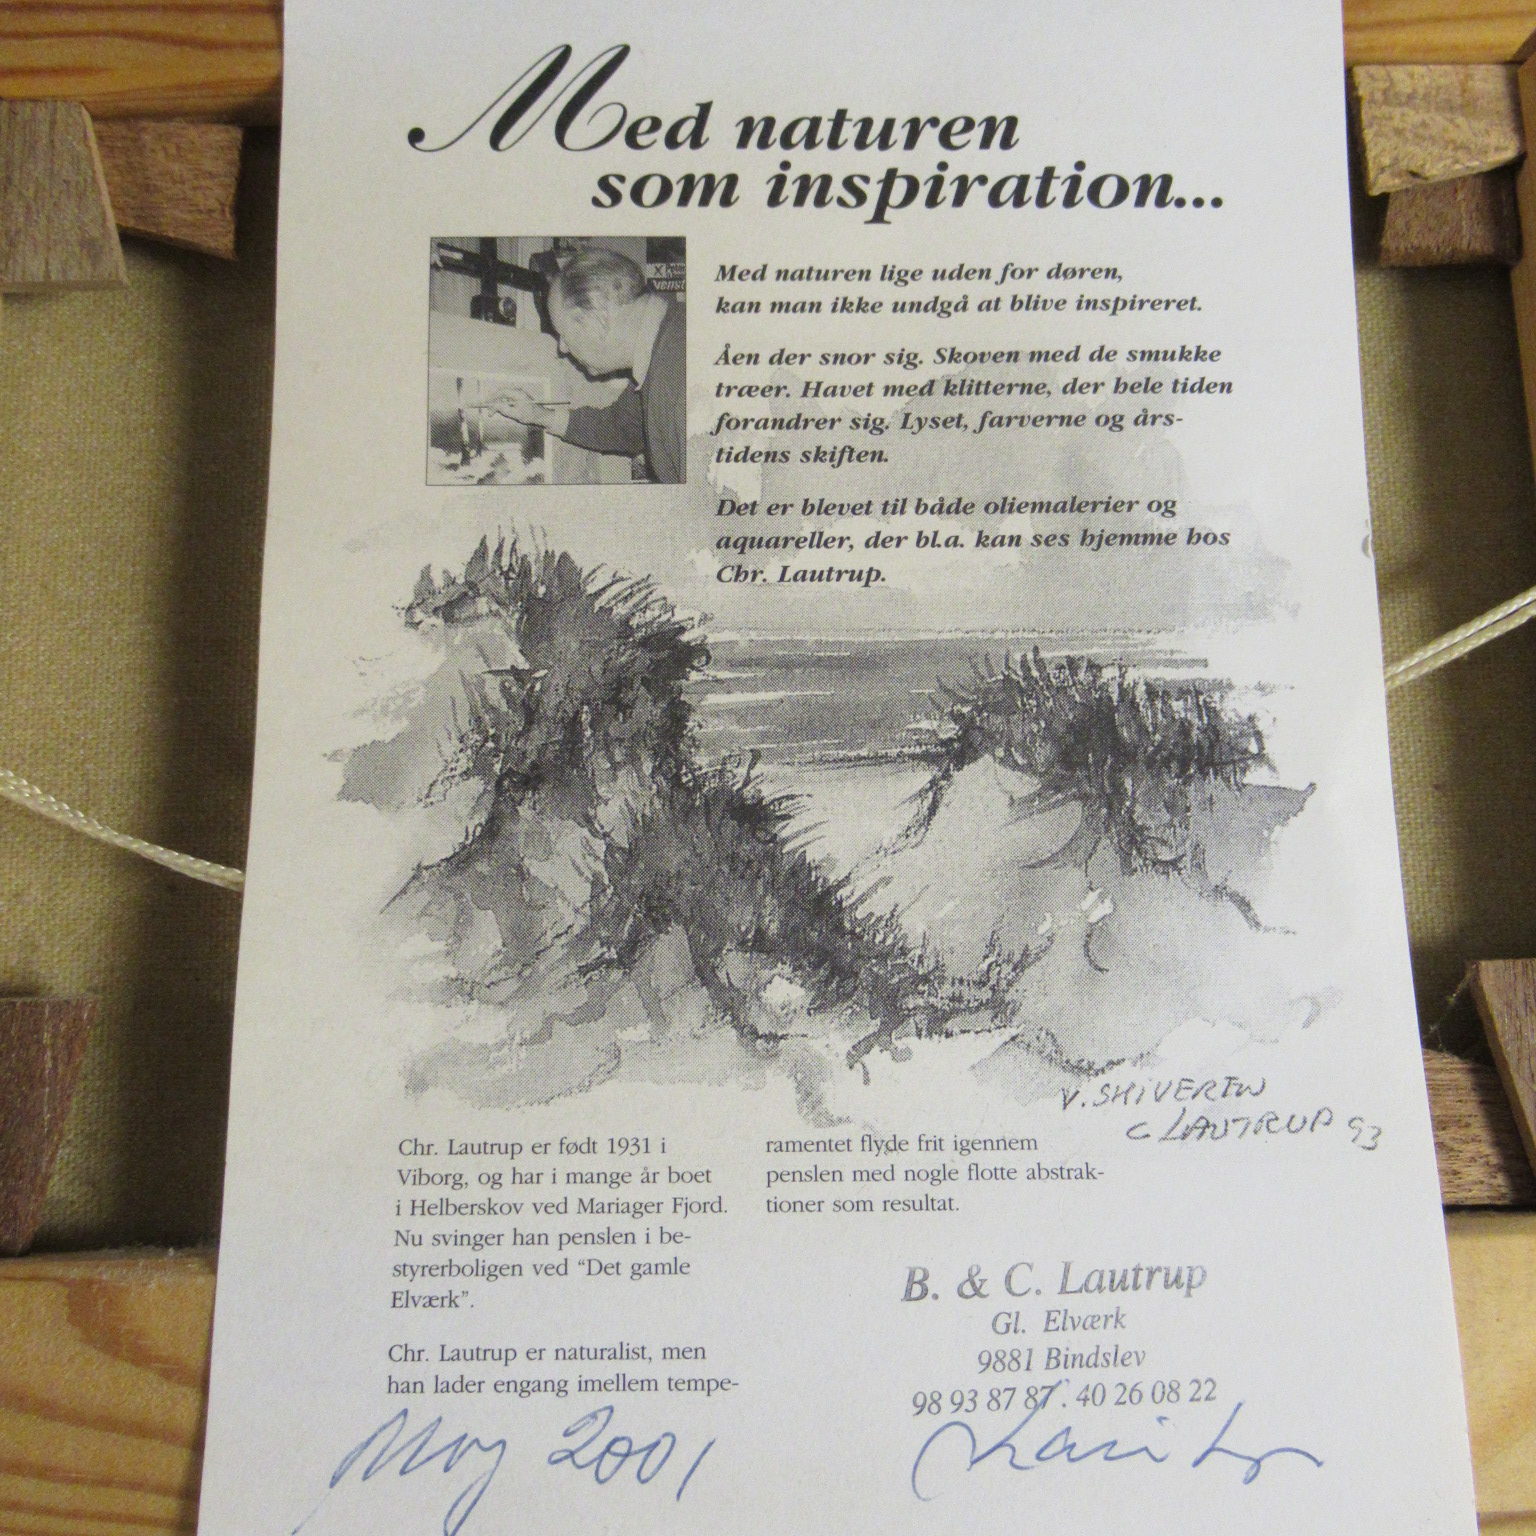 Med naturen
som inspiration...
Med naturen lige uden for døren,
kan man ikke undgå at blive inspireret.
Åen der snor sig. Skoven med de smukke
træer. Havet med klitterne, der hele tiden
forandrer sig. Lyset, farverne og års-
tidens skiften.
Det er blevet til både oliemalerier og
aquareller, der bl.a. kan ses hjemme hos
Chr. Lautrup.
V. SKIVEREN
C LAUTRUP 93
Chr. Lautrup er født 1931 i
Viborg, og har i mange år boet
i Helberskov ved Mariager Fjord.
Nu svinger han penslen i be-
styrerboligen ved “Det gamle
Elværk”.
Chr. Lautrup er naturalist, men
han lader engang imellem tempe-
ramentet flyde frit igennem
penslen med nogle flotte abstrak-
tioner som resultat.
B. & C. Lautrup
Gl. Elværk
9881 Bindslev
98 93 87 87. 40 26 08 22
2001